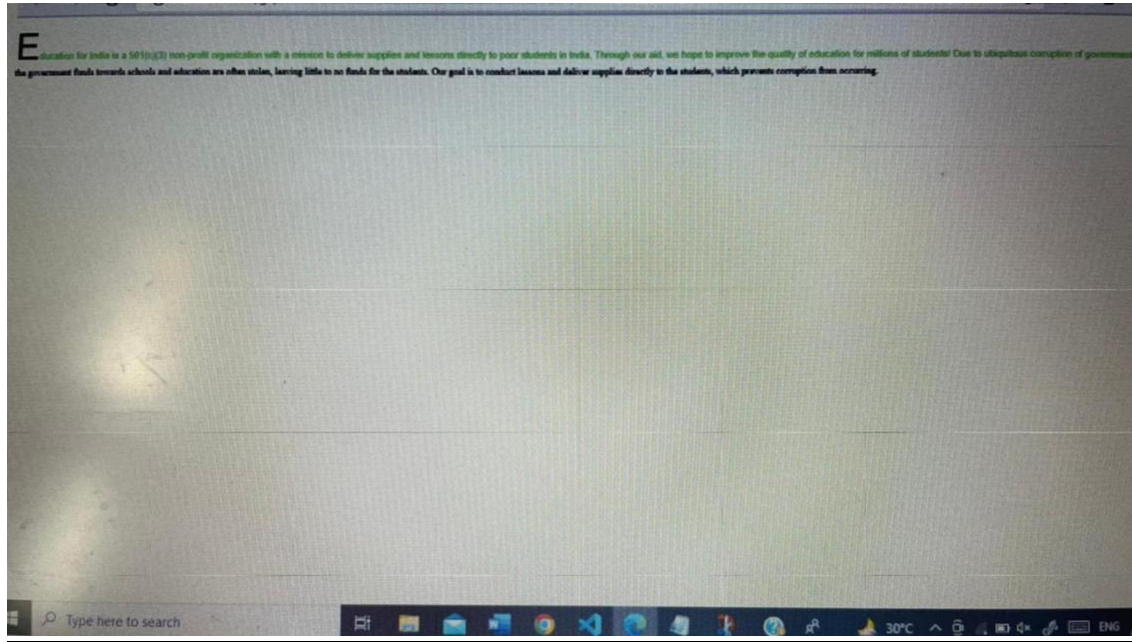 Education for India is a 501(c)(3) non-profit organization with a mission to deliver supplies and lessons directly to poor students in India. Through our aid, we hope to improve the quality of education for millions of students! Due to ubiquitous corruption of government
the government funds towards schools and education are often stolen, leaving little to no funds for the students. Our goal is to conduct lessons and deliver supplies directly to the students, which prevents corruption from occurring.
Type here to search 30°C ENG